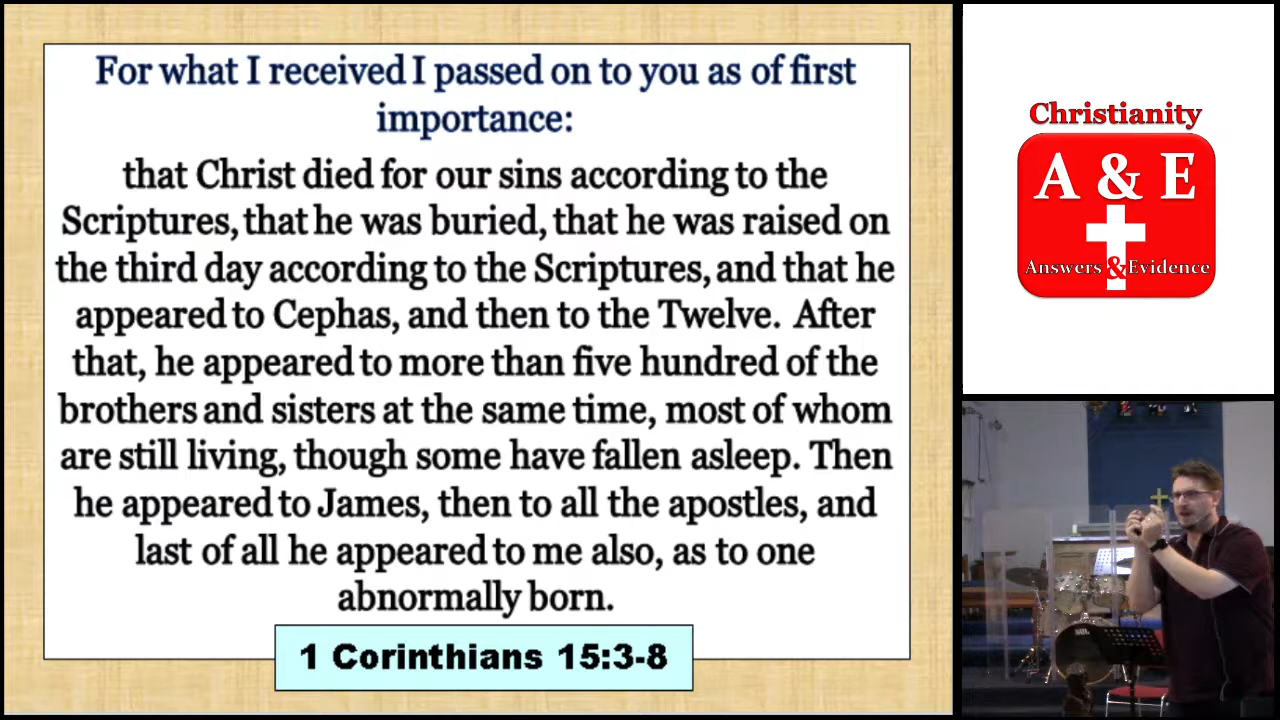 For what I received I passed on to you as of first
importance:
that Christ died for our sins according to the
Scriptures, that he was buried, that he was raised on
the third day according to the Scriptures, and that he
appeared to Cephas, and then to the Twelve. After
that, he appeared to more than five hundred of the
brothers and sisters at the same time, most of whom
are still living, though some have fallen asleep. Then
he appeared to James, then to all the apostles, and
last of all he appeared to me also, as to one
abnormally born.
1 Corinthians 15:3-8
Christianity
A & E
Answers & Evidence